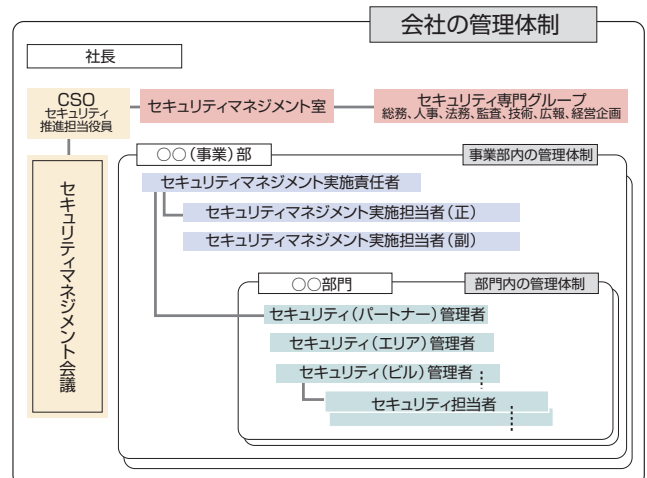 会社の管理体制
社長
CSO
セキュリティ
推進担当役員
セキュリティマネジメント室
セキュリティ専門グループ
総務、人事、法務、監査、技術、広報、経営企画
セキュリティマネジメント会議
○○(事業)部
事業部内の管理体制
セキュリティマネジメント実施責任者
セキュリティマネジメント実施担当者(正)
セキュリティマネジメント実施担当者(副)
○○部門
部門内の管理体制
セキュリティ(パートナー)管理者
セキュリティ(エリア)管理者
セキュリティ(ビル)管理者
セキュリティ担当者